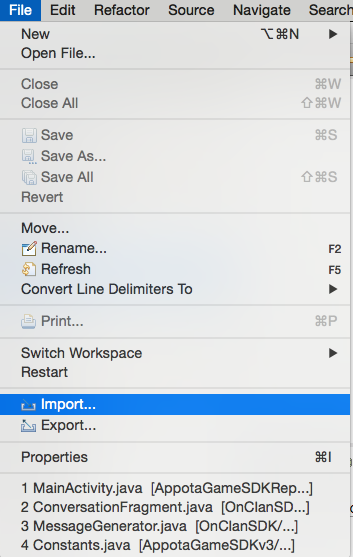 File Edit Refactor Source Navigate Search
New ⌥⌘N ▶
Open File...
Close ⌘W
Close All ⇧⌘W
Save ⌘S
Save As...
Save All ⇧⌘S
Revert
Move...
Rename... F2
Refresh F5
Convert Line Delimiters To ▶
Print... ⌘P
Switch Workspace ▶
Restart
Import...
Export...
Properties ⌘I
1 MainActivity.java [AppotaGameSDKRep...]
2 ConversationFragment.java [OnClanSD...]
3 MessageGenerator.java [OnClanSDK/...]
4 Constants.java [AppotaGameSDKv3/...]